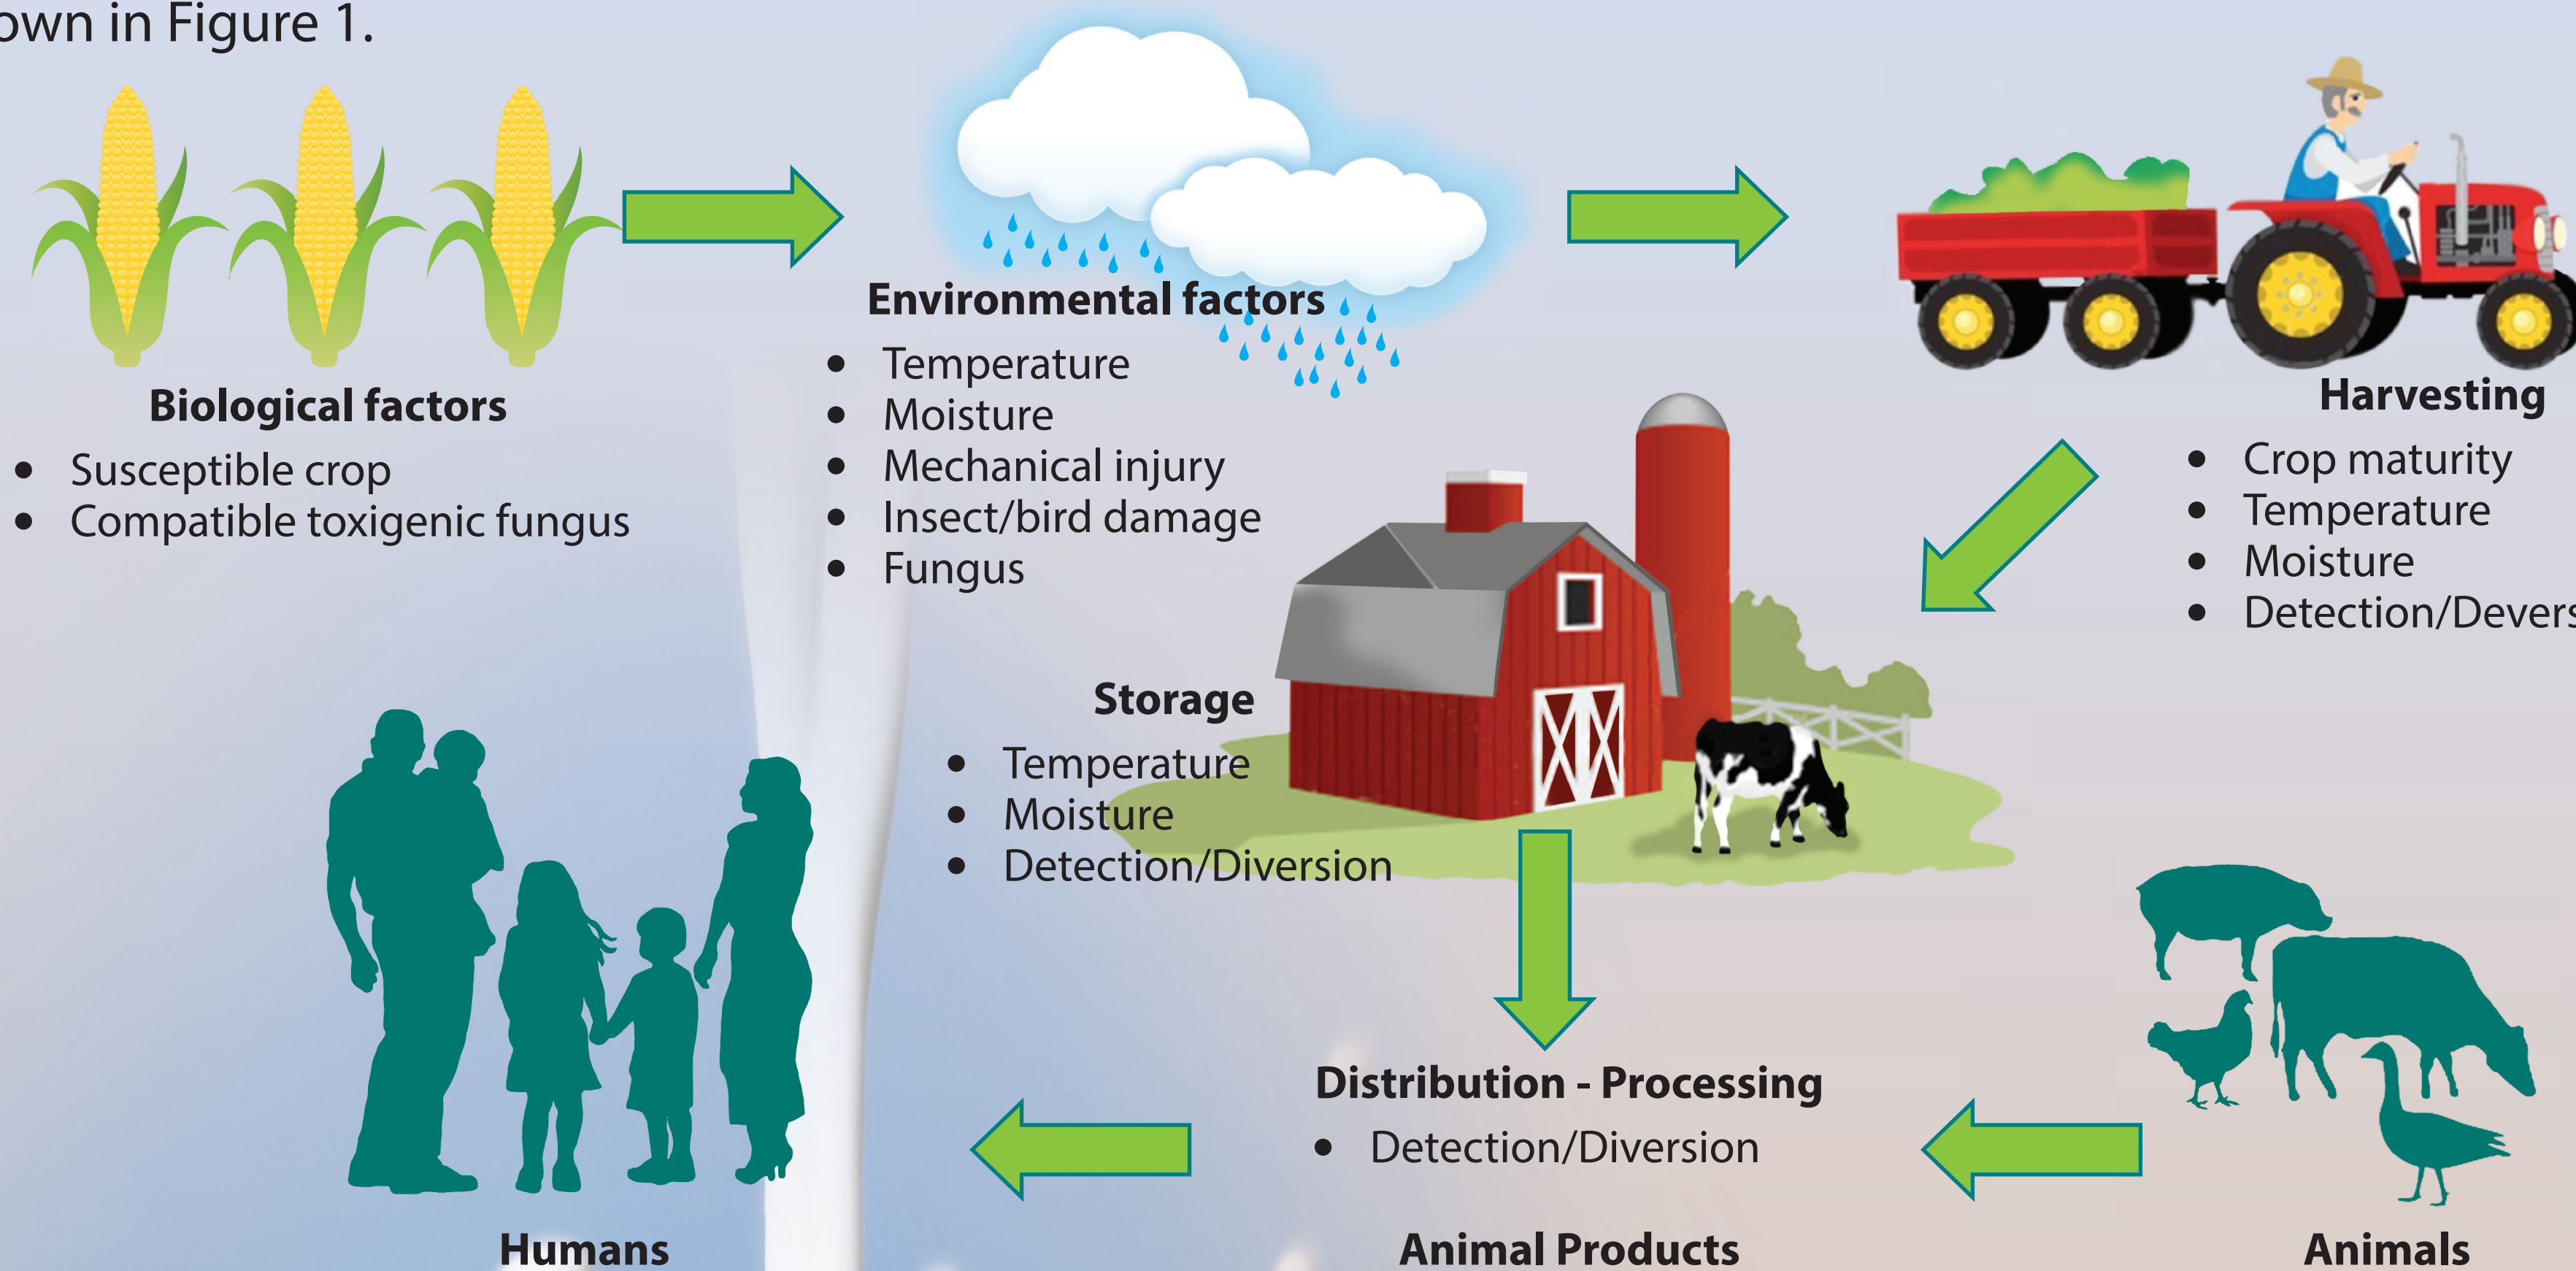 own in Figure 1.
Biological factors
• Susceptible crop
• Compatible toxigenic fungus
Environmental factors
• Temperature
• Moisture
• Mechanical injury
• Insect/bird damage
• Fungus
Harvesting
• Crop maturity
• Temperature
• Moisture
• Detection/Devers
Storage
• Temperature
• Moisture
• Detection/Diversion
Distribution - Processing
• Detection/Diversion
Humans
Animal Products
Animals